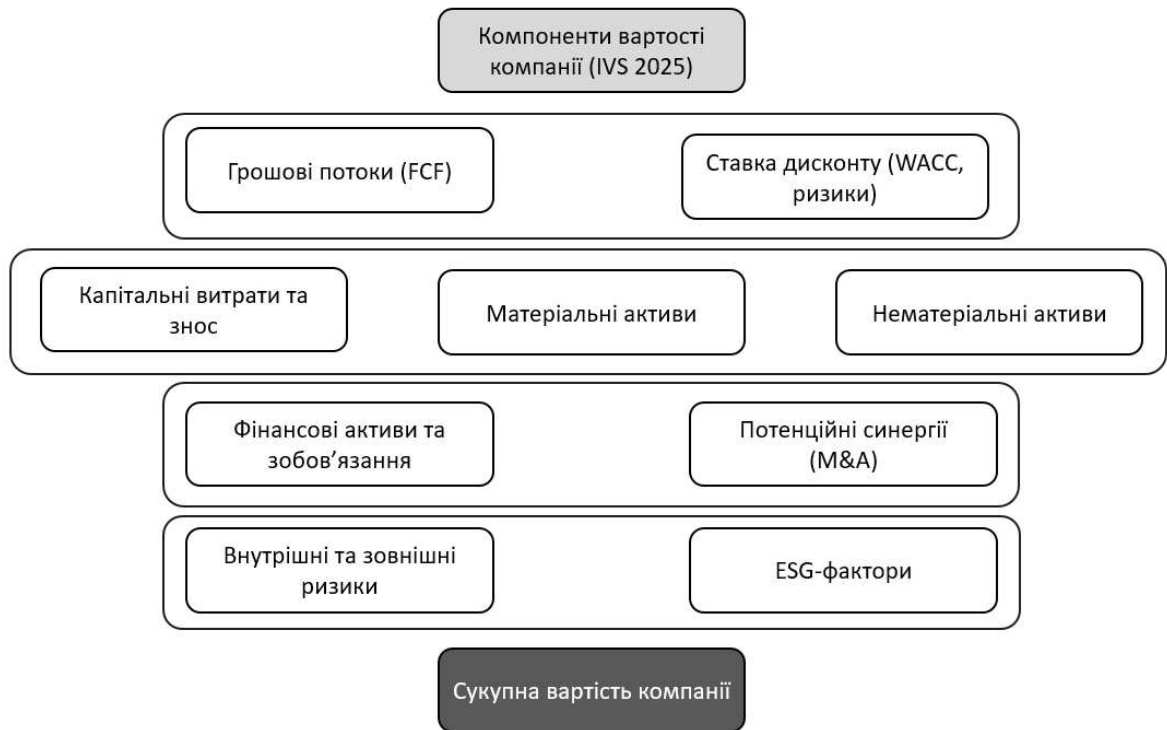 Компоненти вартості
компанії (IVS 2025)
Грошові потоки (FCF)
Ставка дисконту (WACC,
ризики)
Капітальні витрати та
знос
Матеріальні активи
Нематеріальні активи
Фінансові активи та
зобов’язання
Потенційні синергії
(M&A)
Внутрішні та зовнішні
ризики
ESG-фактори
Сукупна вартість компанії